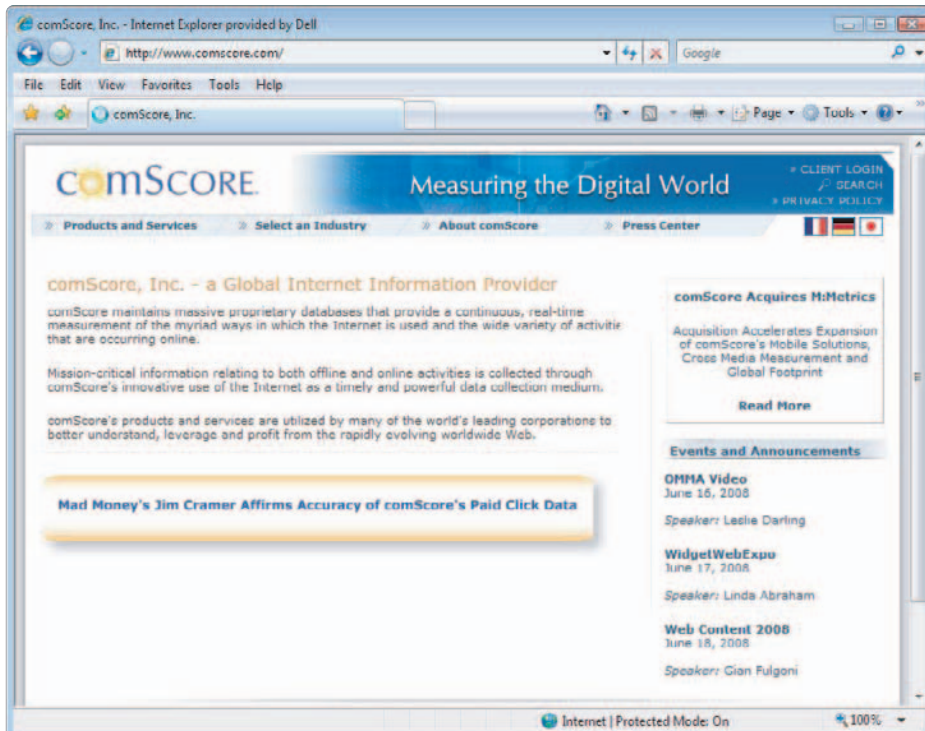 comScore, Inc. - Internet Explorer provided by Dell
http://www.comscore.com/
Google
File Edit View Favorites Tools Help
comScore, Inc.
Page Tools
COMSCORE.
Measuring the Digital World
» CLIENT LOGIN
SEARCH
» PRIVACY POLICY
» Products and Services » Select an Industry » About comScore » Press Center
comScore, Inc. - a Global Internet Information Provider
comScore maintains massive proprietary databases that provide a continuous, real-time
measurement of the myriad ways in which the Internet is used and the wide variety of activitie
that are occurring online.
Mission-critical information relating to both offline and online activities is collected through
comScore's innovative use of the Internet as a timely and powerful data collection medium.
comScore's products and services are utilized by many of the world's leading corporations to
better understand, leverage and profit from the rapidly evolving worldwide Web.
Mad Money's Jim Cramer Affirms Accuracy of comScore's Paid Click Data
comScore Acquires M:Metrics
Acquisition Accelerates Expansion
of comScore's Mobile Solutions,
Cross Media Measurement and
Global Footprint
Read More
Events and Announcements
OMMA Video
June 16, 2008
Speaker: Leslie Darling
WidgetWebExpo
June 17, 2008
Speaker: Linda Abraham
Web Content 2008
June 18, 2008
Speaker: Gian Fulgoni
Internet | Protected Mode: On
100%